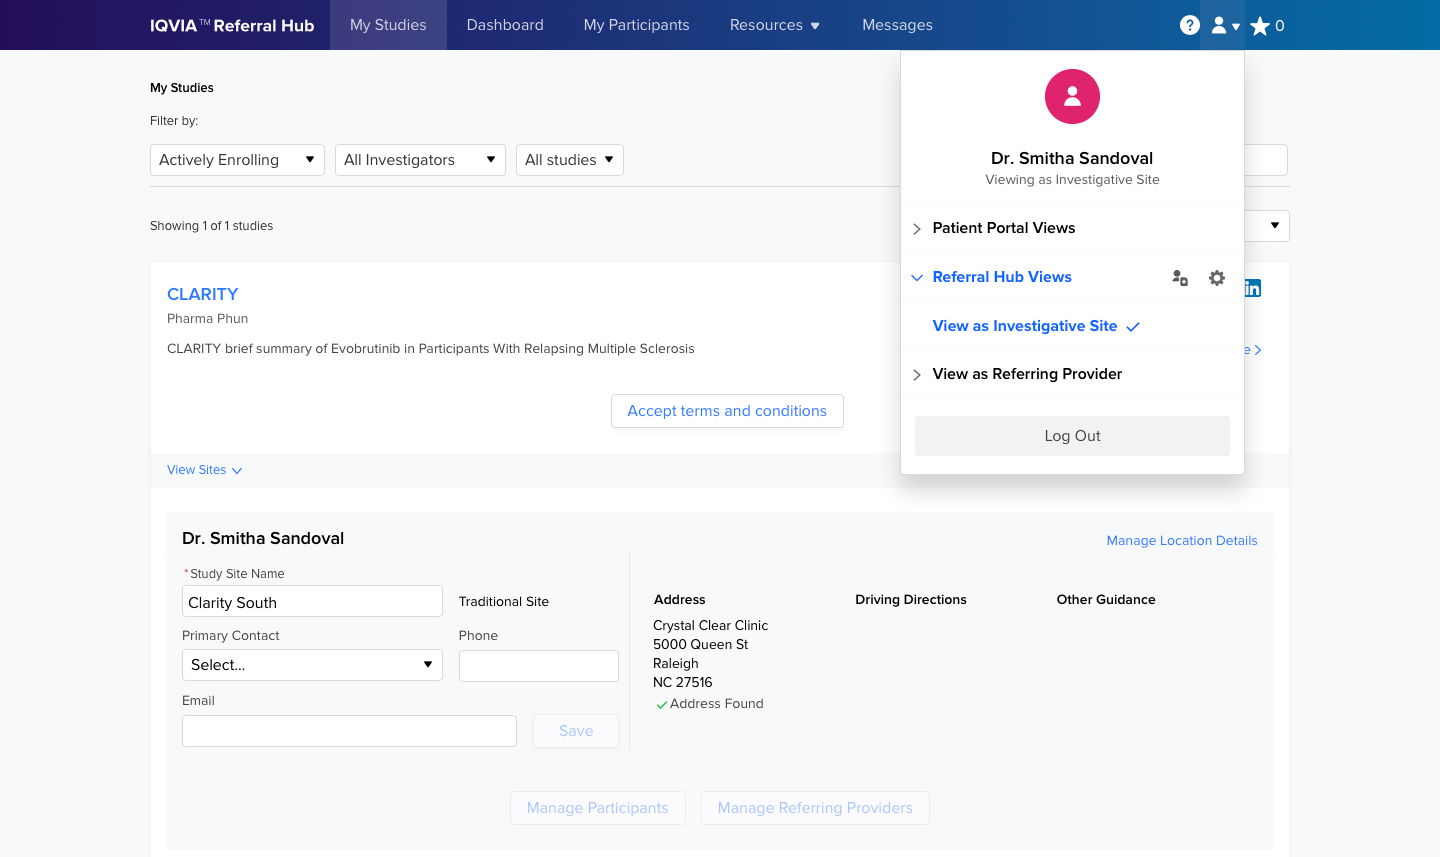 IQVIA™ Referral Hub
My Studies
Dashboard
My Participants
Resources
Messages
?
0
My Studies
Filter by:
Actively Enrolling
All Investigators
All studies
Showing 1 of 1 studies
Dr. Smitha Sandoval
Viewing as Investigative Site
Patient Portal Views
Referral Hub Views
View as Investigative Site
View as Referring Provider
Log Out
CLARITY
in
Pharma Phun
CLARITY brief summary of Evobrutinib in Participants With Relapsing Multiple Sclerosis
e
Accept terms and conditions
View Sites
Dr. Smitha Sandoval
Manage Location Details
*Study Site Name
Clarity South
Traditional Site
Primary Contact
Phone
Select...
Email
Save
Address
Driving Directions
Other Guidance
Crystal Clear Clinic
5000 Queen St
Raleigh
NC 27516
Address Found
Manage Participants
Manage Referring Providers